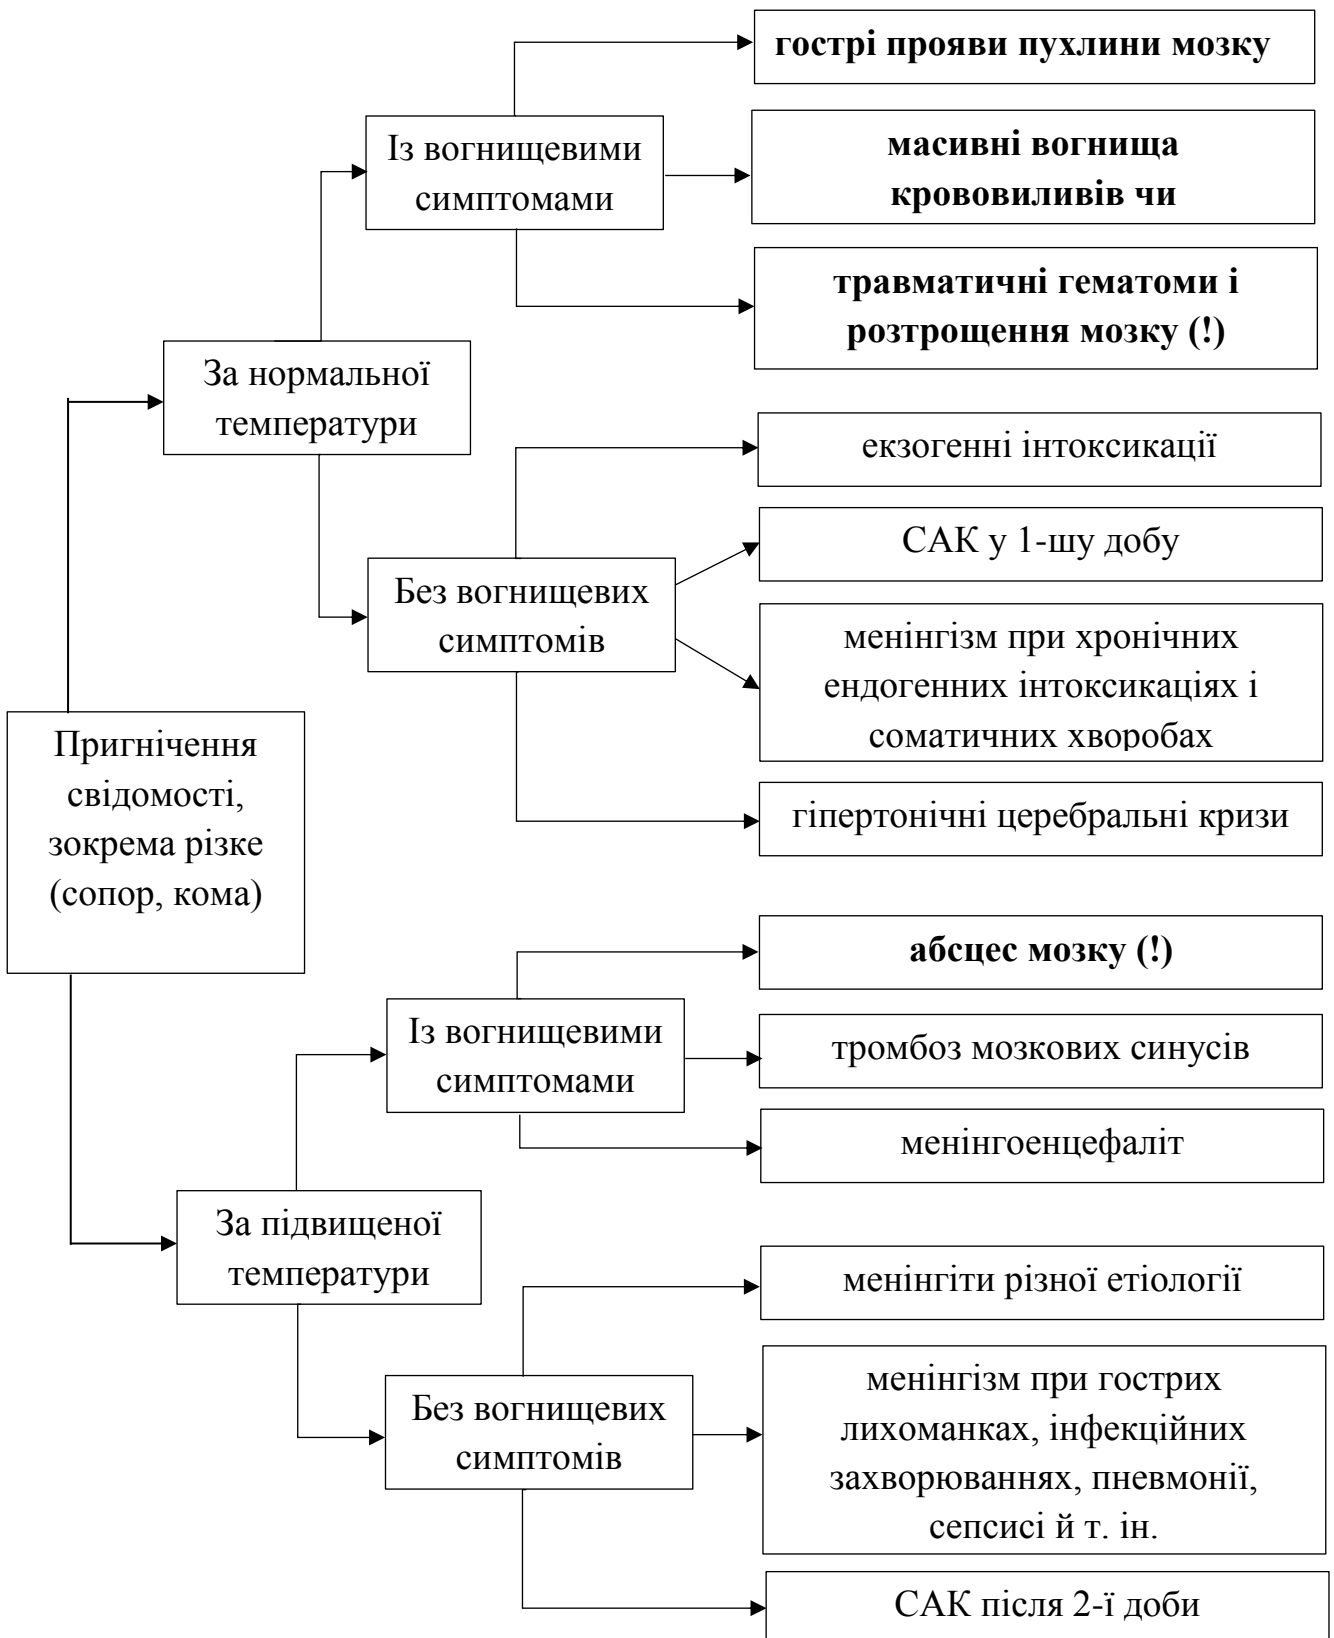 гострі прояви пухлини мозку
Із вогнищевими
симптомами
масивні вогнища
крововиливів чи
травматичні гематоми і
розтрощення мозку (!)
За нормальної
температури
екзогенні інтоксикації
САК у 1-шу добу
Без вогнищевих
симптомів
менінгізм при хронічних
ендогенних інтоксикаціях і
соматичних хворобах
Пригнічення
свідомості,
зокрема різке
(сопор, кома)
гіпертонічні церебральні кризи
абсцес мозку (!)
Із вогнищевими
симптомами
тромбоз мозкових синусів
менінгоенцефаліт
За підвищеної
температури
менінгіти різної етіології
Без вогнищевих
симптомів
менінгізм при гострих
лихоманках, інфекційних
захворюваннях, пневмонії,
сепсисі й т. ін.
САК після 2-ї доби